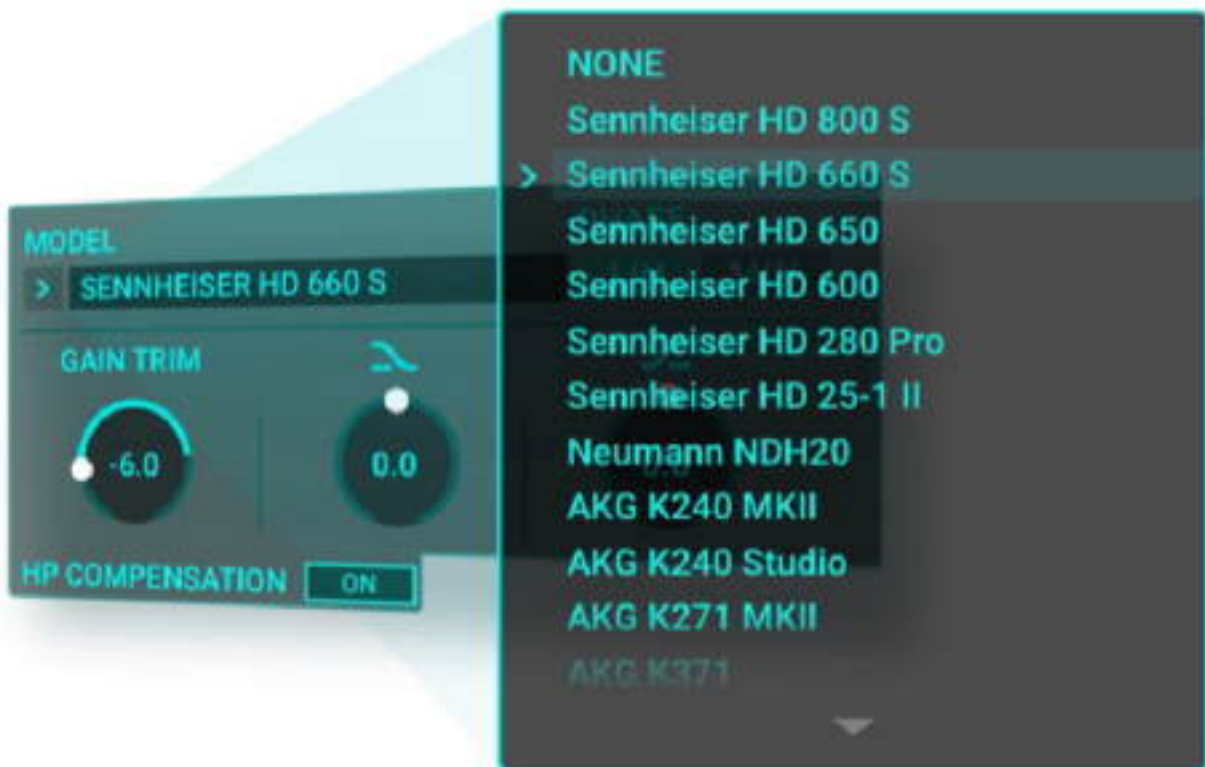 MODEL
> SENNHEISER HD 660 S
GAIN TRIM
-6.0
0.0
HP COMPENSATION ON
NONE
Sennheiser HD 800 S
> Sennheiser HD 660 S
Sennheiser HD 650
Sennheiser HD 600
Sennheiser HD 280 Pro
Sennheiser HD 25-1 II
Neumann NDH20
AKG K240 MKII
AKG K240 Studio
AKG K271 MKII
AKG K371